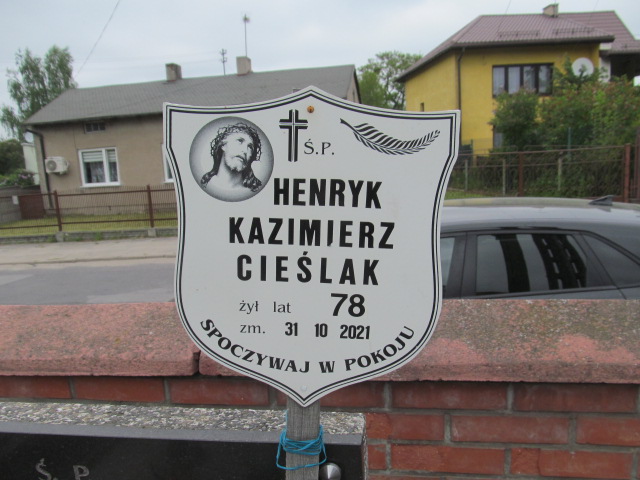 Ś.P.
HENRYK
KAZIMIERZ
CIEŚLAK
żył lat 78
zm. 31 10 2021
SPOCZYWAJ W POKOJU
Ś P